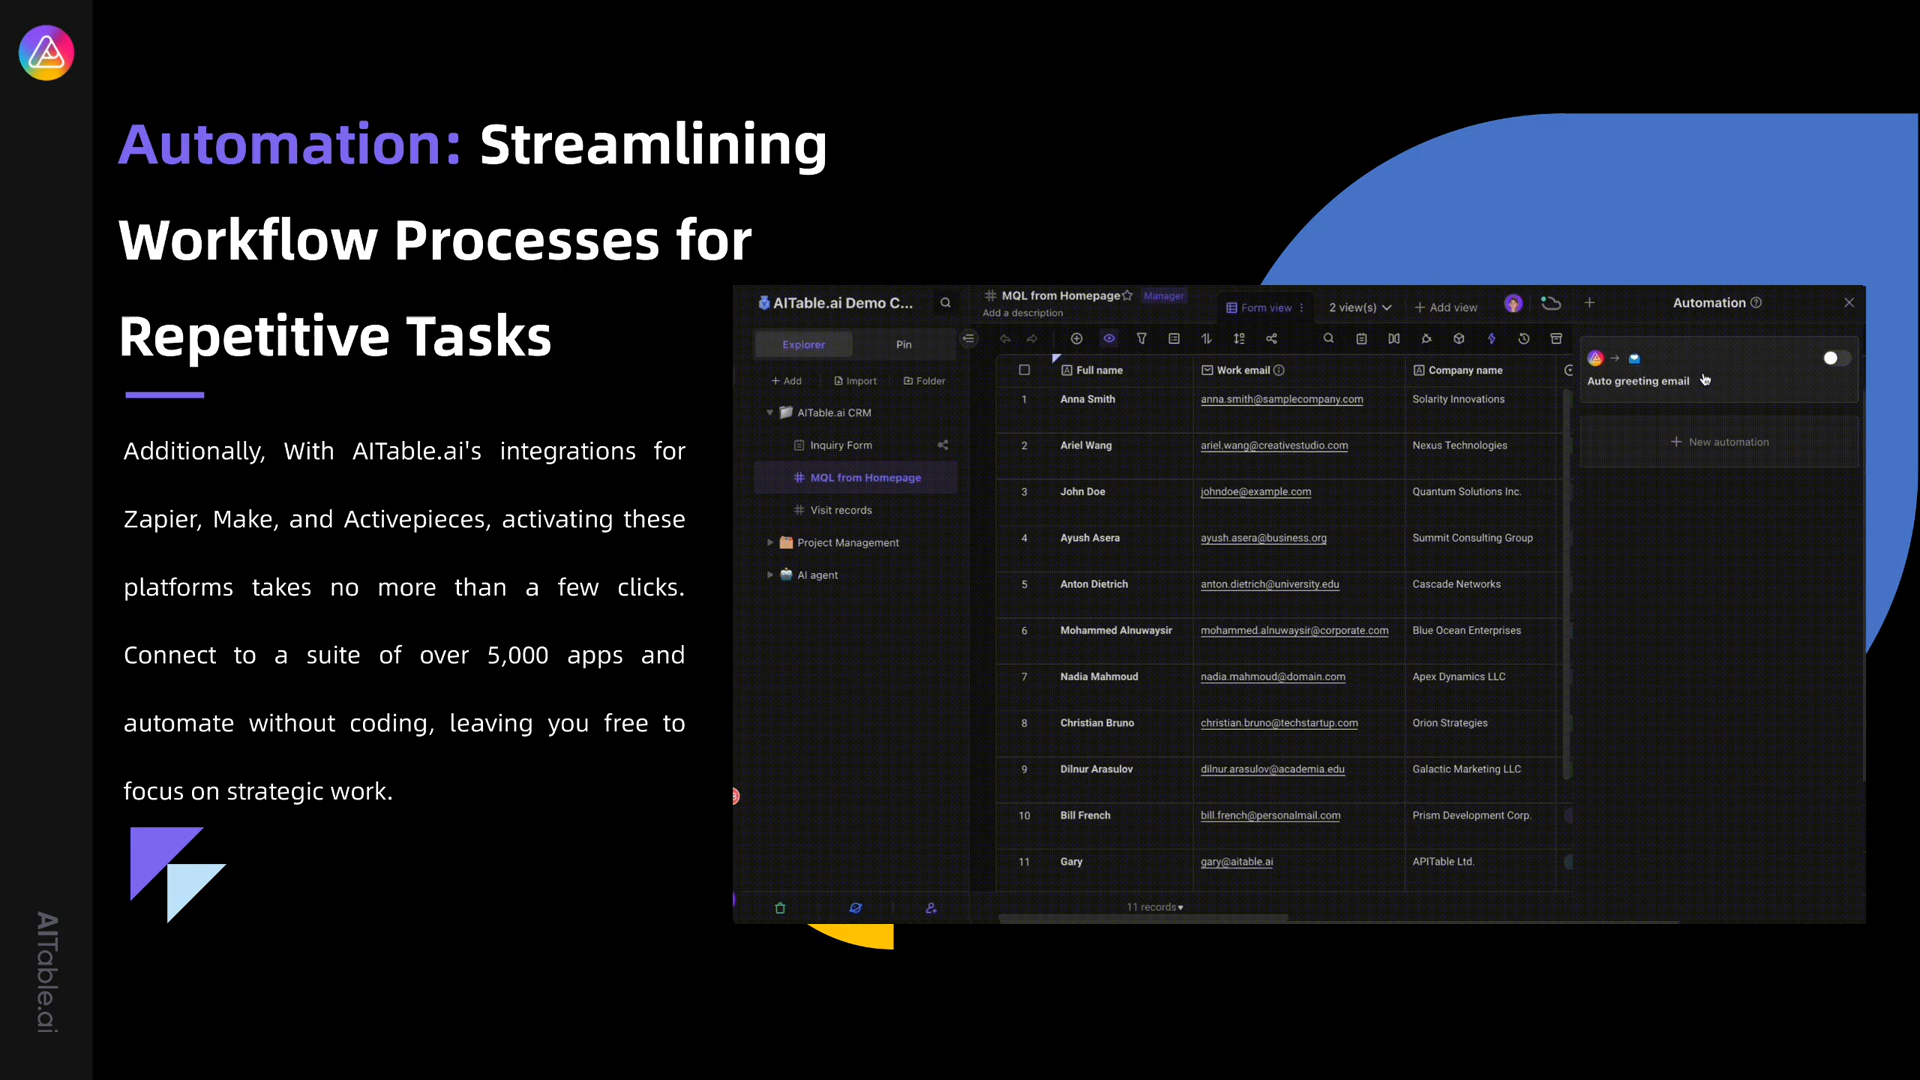 Automation: Streamlining
Workflow Processes for
Repetitive Tasks
Additionally, With AITable.ai's integrations for
Zapier, Make, and Activepieces, activating these
platforms takes no more than a few clicks.
Connect to a suite of over 5,000 apps and
automate without coding, leaving you free to
focus on strategic work.
AITable.ai
AITable.ai Demo C...
Explorer Pin
Add Import Folder
AITable.ai CRM
Inquiry Form
MQL from Homepage
Visit records
Project Management
AI agent
MQL from Homepage Manager
Add a description
Form view 2 view(s) Add view
Full name Work email Company name
1 Anna Smith anna.smith@samplecompany.com Solarity Innovations
2 Ariel Wang ariel.wang@creativestudio.com Nexus Technologies
3 John Doe johndoe@example.com Quantum Solutions Inc.
4 Ayush Asera ayush.asera@business.org Summit Consulting Group
5 Anton Dietrich anton.dietrich@university.edu Cascade Networks
6 Mohammed Alnuwaysir mohammed.alnuwaysir@corporate.com Blue Ocean Enterprises
7 Nadia Mahmoud nadia.mahmoud@domain.com Apex Dynamics LLC
8 Christian Bruno christian.bruno@techstartup.com Orion Strategies
9 Dilnur Arasulov dilnur.arasulov@academia.edu Galactic Marketing LLC
10 Bill French bill.french@personalmail.com Prism Development Corp.
11 Gary gary@aitable.ai APITable Ltd.
11 records
Automation
Auto greeting email
New automation